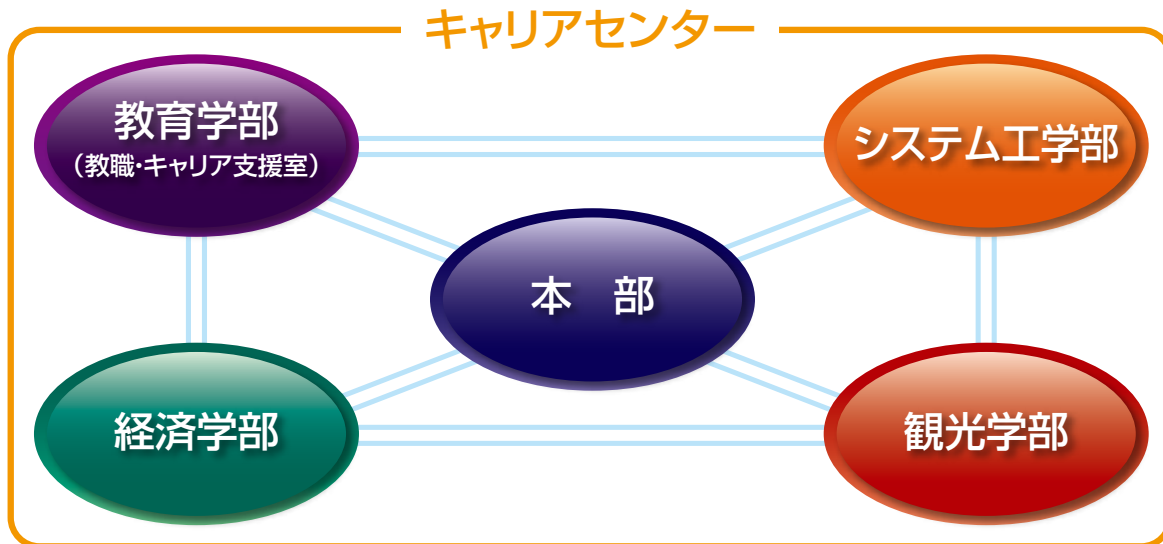 キャリアセンター
教育学部
（教職・キャリア支援室）
システム工学部
本　部
経済学部
観光学部